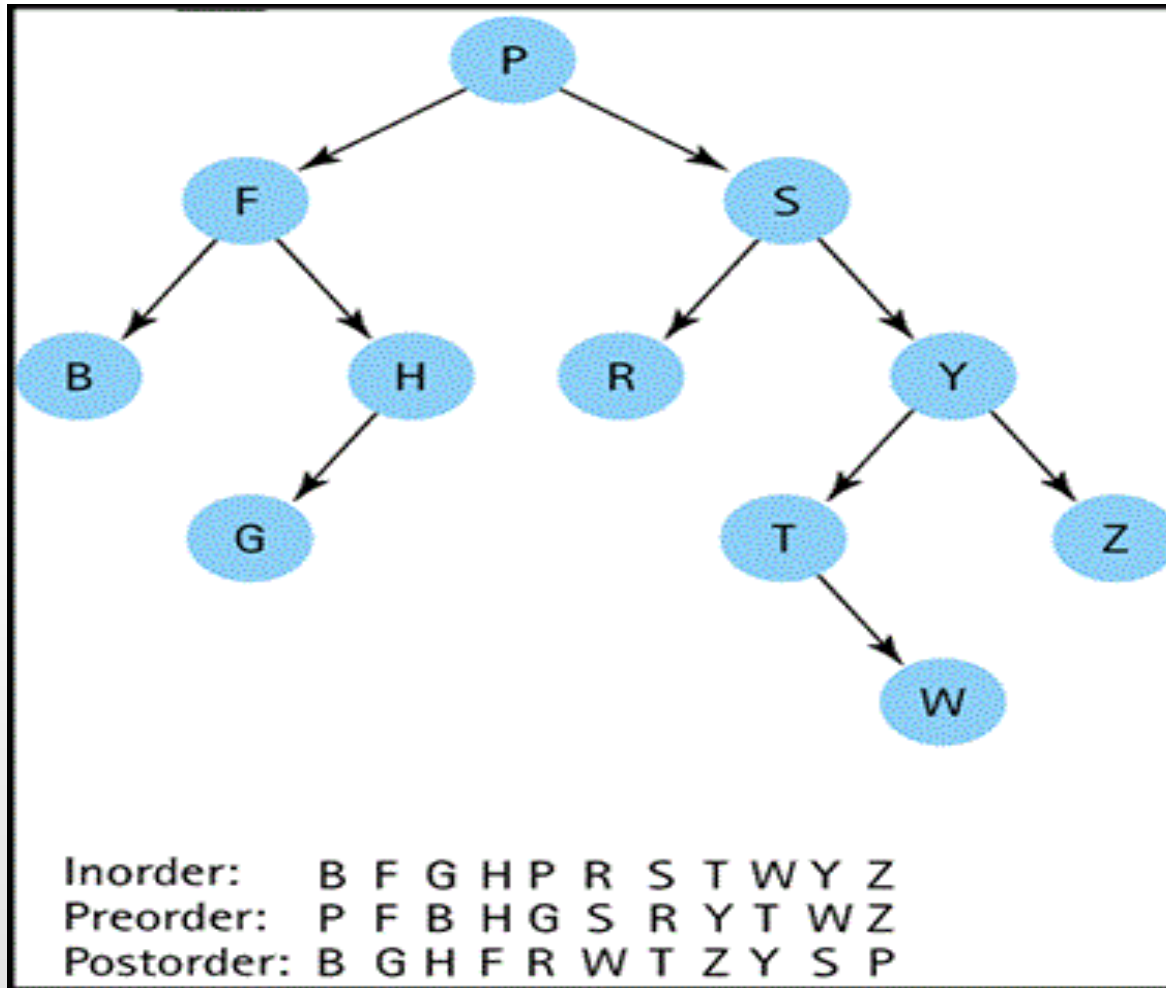 P
F S
B H R Y
G T Z
W
Inorder: B F G H P R S T W Y Z
Preorder: P F B H G S R Y T W Z
Postorder: B G H F R W T Z Y S P